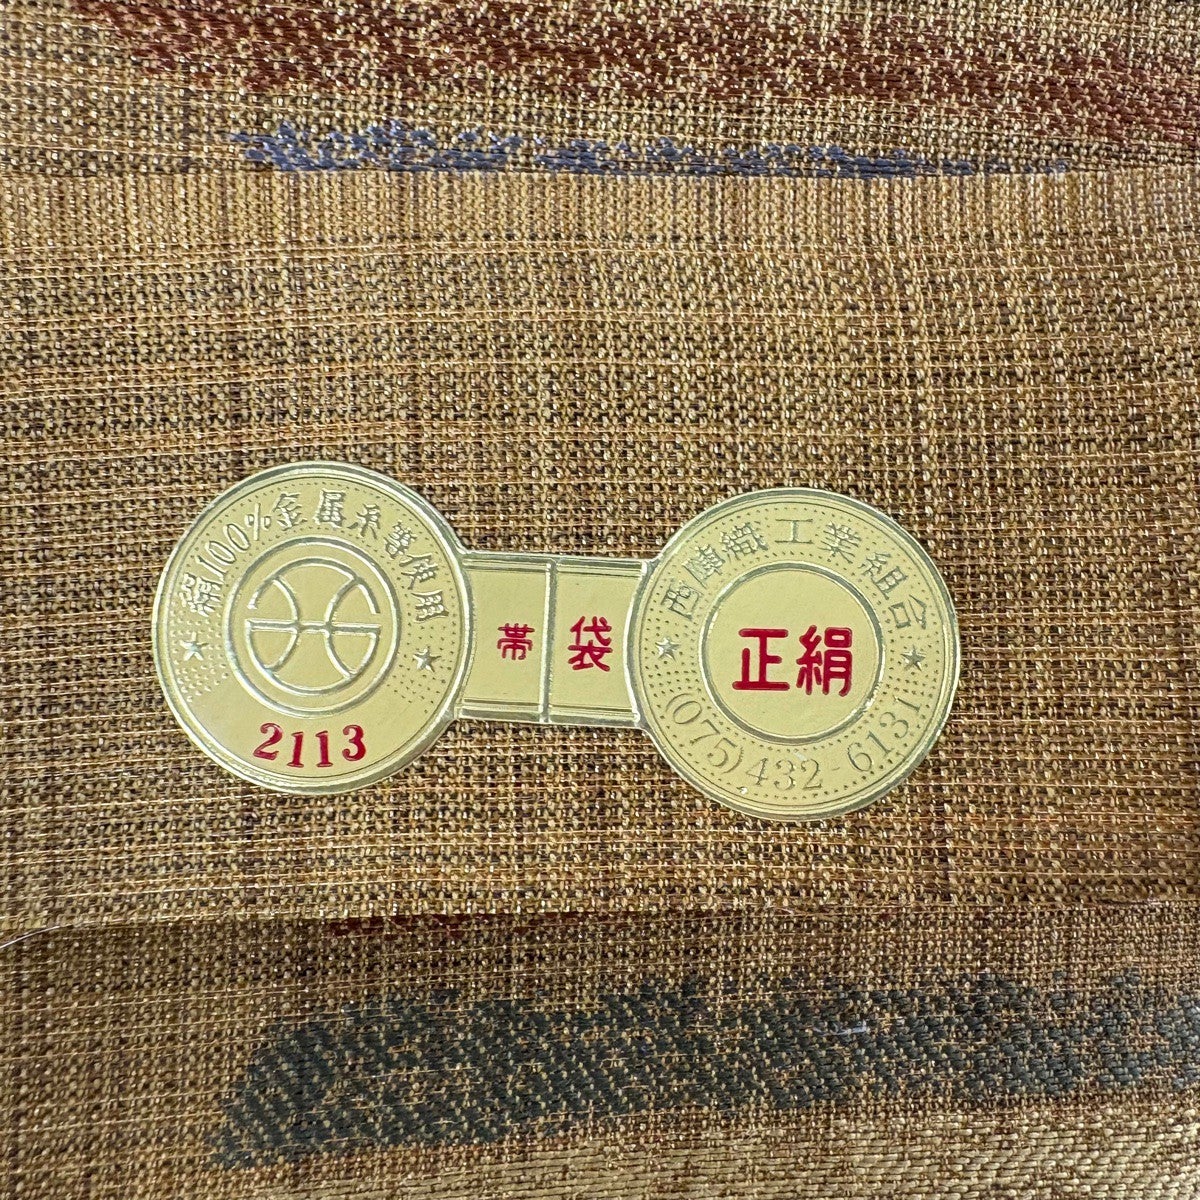 絹100%金属糸等使用
2113
帯 袋
西陣織工業組合
正絹
(075)432-6131